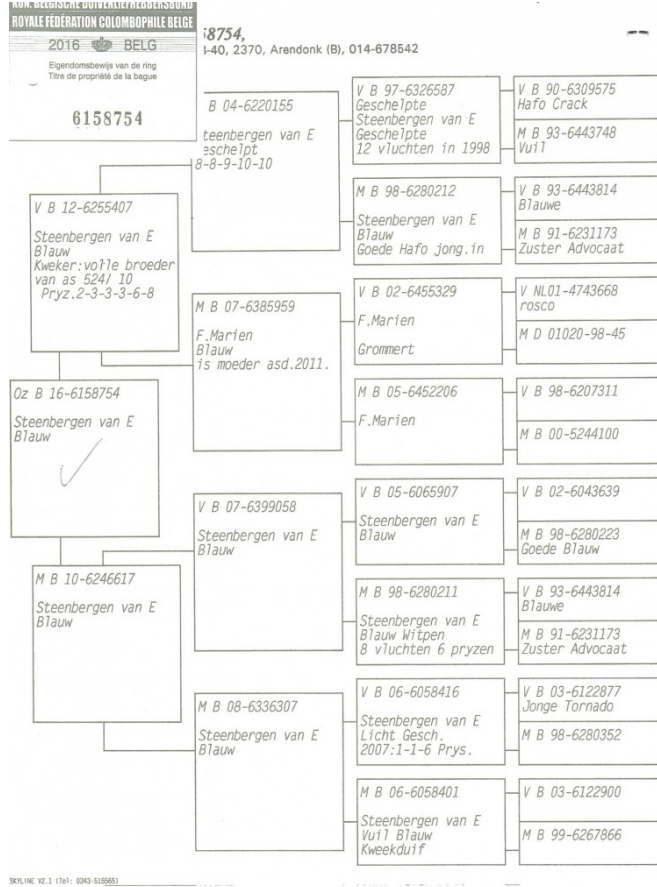 KON. BELGISCHE DUIVENLIEFHEBBERSBOND
ROYALE FÉDÉRATION COLOMBOPHILE BELGE
2016 BELG
Eigendomsbewijs van de ring
Titre de propriété de la bague
6158754
58754,
-40, 2370, Arendonk (B), 014-678542
B 04-6220155
teenbergen van E
eschelpt
8-8-9-10-10
V B 97-6326587
Geschelpte
Steenbergen van E
Geschelpte
12 vluchten in 1998
V B 90-6309575
Hafo Crack
M B 93-6443748
Vuil
V B 12-6255407
Steenbergen van E
Blauw
Kweker:volle broeder
van as 524/ 10
Pryz.2-3-3-3-6-8
M B 98-6280212
Steenbergen van E
Blauw
Goede Hafo jong.in
V B 93-6443814
Blauwe
M B 91-6231173
Zuster Advocaat
M B 07-6385959
F.Marien
Blauw
is moeder asd.2011.
V B 02-6455329
F.Marien
Grommert
V NL01-4743668
rosco
M D 01020-98-45
Oz B 16-6158754
Steenbergen van E
Blauw
M B 05-6452206
F.Marien
V B 98-6207311
M B 00-5244100
V B 07-6399058
Steenbergen van E
Blauw
V B 05-6065907
Steenbergen van E
Blauw
V B 02-6043639
M B 98-6280223
Goede Blauw
M B 10-6246617
Steenbergen van E
Blauw
M B 98-6280211
Steenbergen van E
Blauw Witpen
8 vluchten 6 pryzen
V B 93-6443814
Blauwe
M B 91-6231173
Zuster Advocaat
M B 08-6336307
Steenbergen van E
Blauw
V B 06-6058416
Steenbergen van E
Licht Gesch.
2007:1-1-6 Prys.
V B 03-6122877
Jonge Tornado
M B 98-6280352
M B 06-6058401
Steenbergen van E
Vuil Blauw
Kweekduif
V B 03-6122900
M B 99-6267866
SKYLINE V2.1 (Tel: 0343-516565)